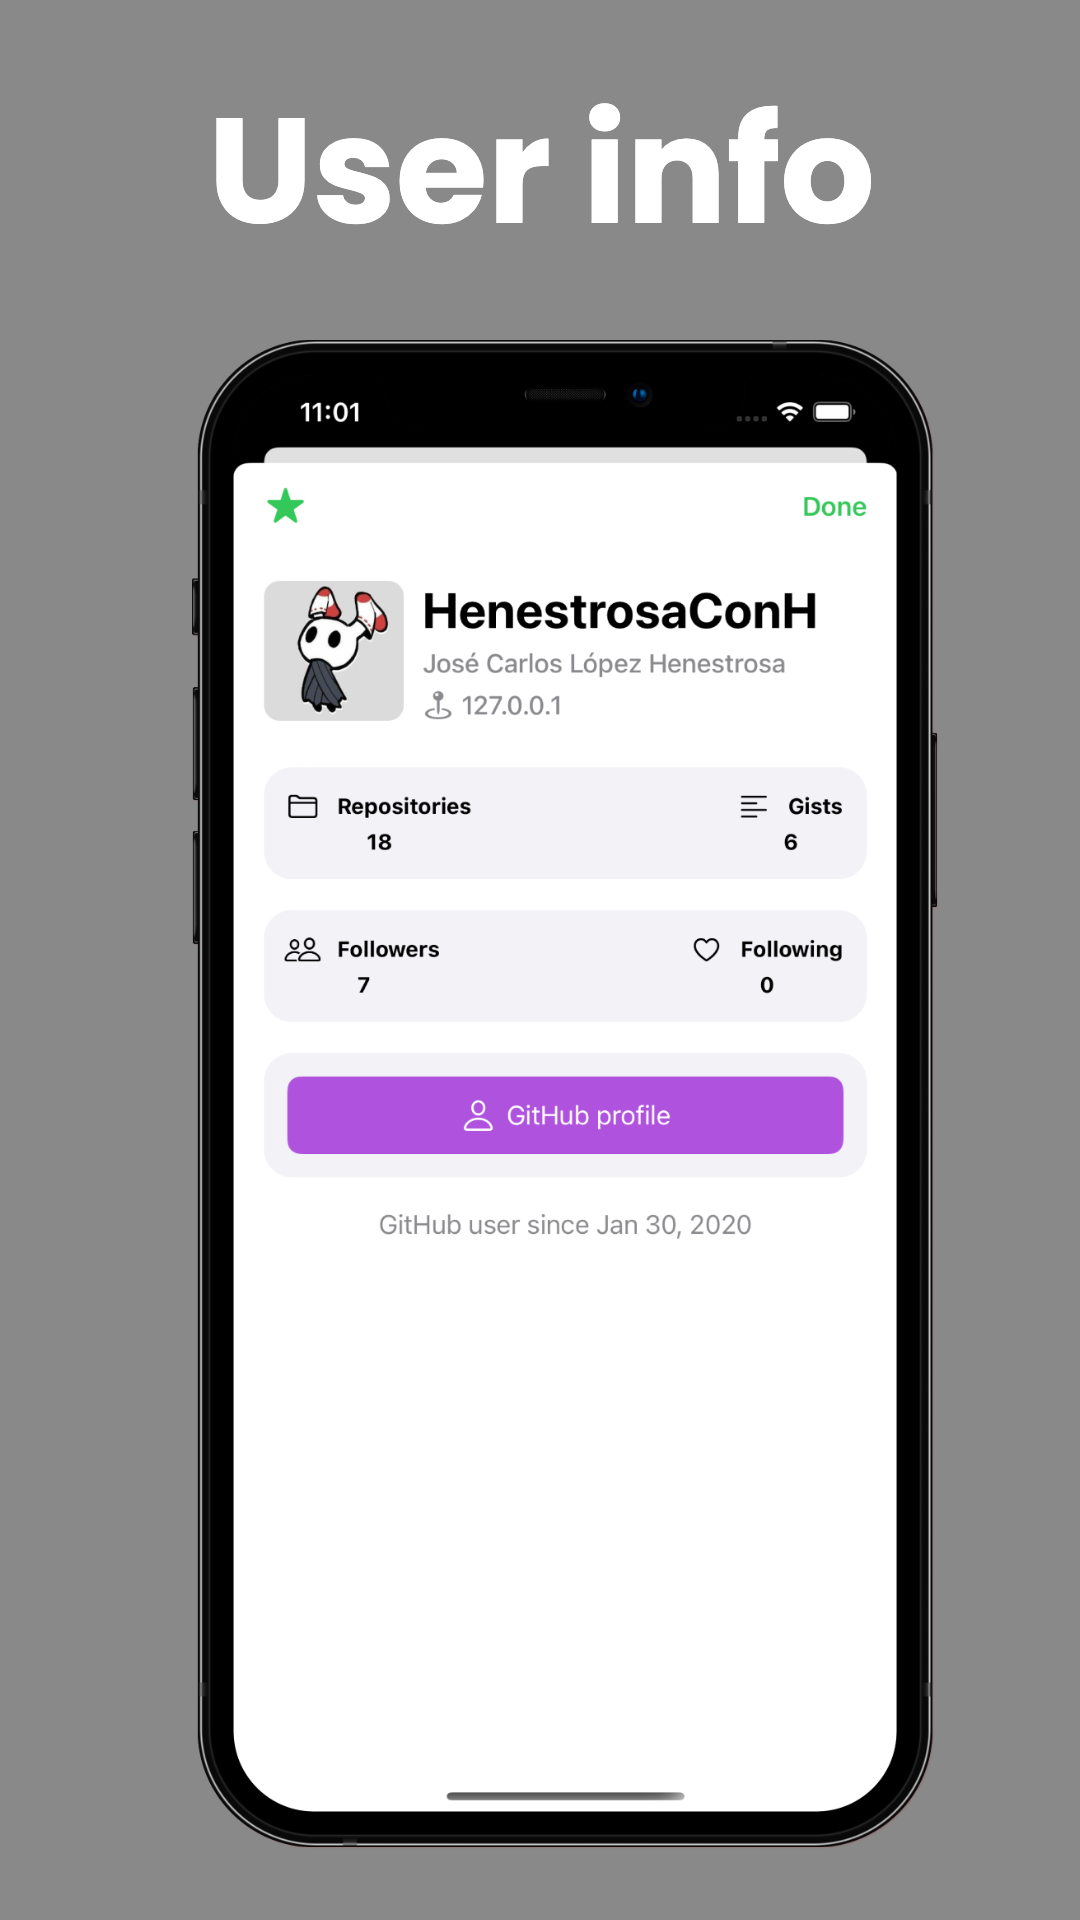 User info
11:01
Done
HenestrosaConH
José Carlos López Henestrosa
127.0.0.1
Repositories
18
Gists
6
Followers
7
Following
0
GitHub profile
GitHub user since Jan 30, 2020